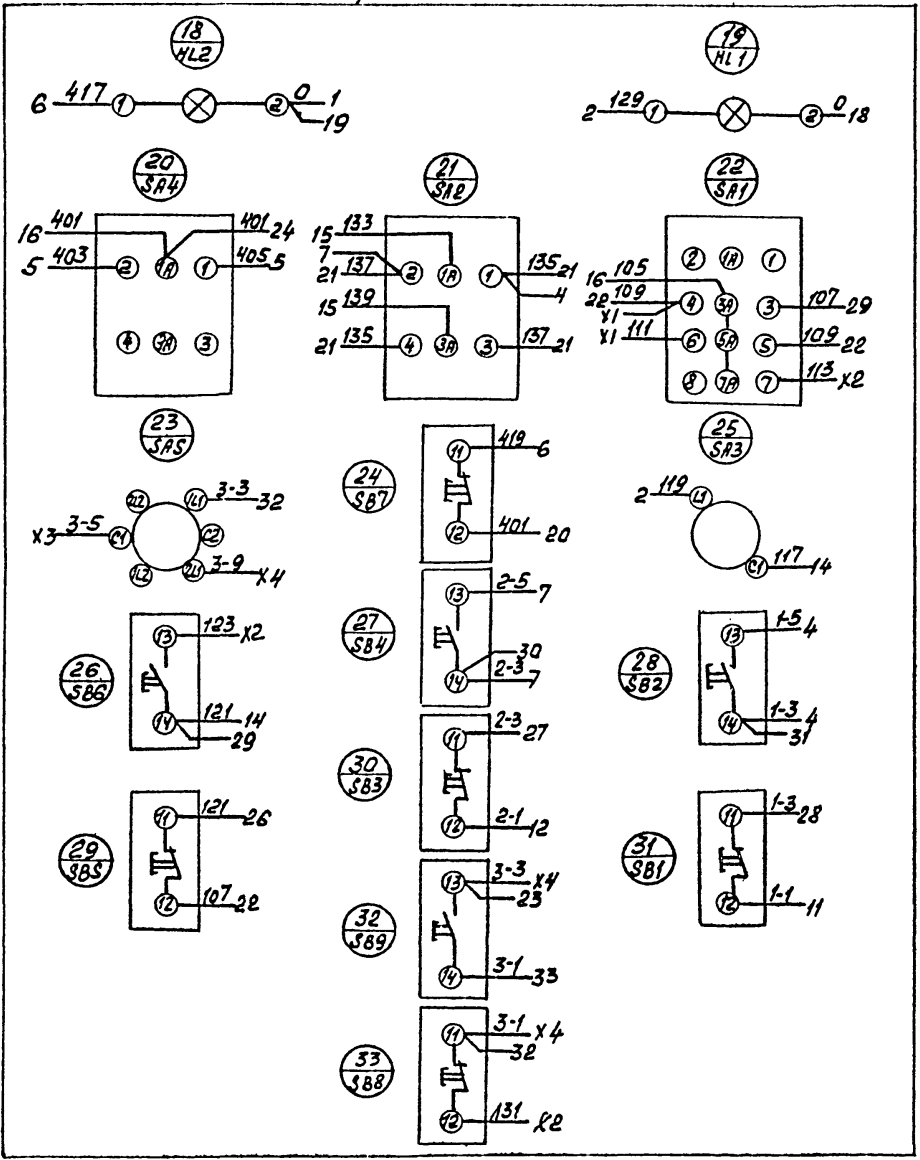 18
HL2
6 417 1 2 0 1
19
19
HL1
2 129 1 2 0 18
20
SA4
16 401 401 24
5 403 2 1A 1 405 5
4 3A 3
21
SA2
15 133
7
21 137 2 1A 1 135 21
4
15 139
21 135 4 3A 3 137 21
22
SA1
2 1A 1
16 105
22 109 4 3A 3 107 29
X1
X1 111 6 5A 5 109 22
8 7A 7 113 X2
23
SA5
2L2 1L1 3-3 32
X3 3-5 C1 C2
1L2 2L1 3-9 X4
24
SB7
11 419 6
12 401 20
25
SA3
2 119 L1
C1 117 14
26
SB6
13 123 X2
14 121 14
29
27
SB4
13 2-5 7
30
14 2-3 7
28
SB2
13 1-5 4
14 1-3 4
31
29
SB5
11 121 26
12 107 22
30
SB3
11 2-3 27
12 2-1 12
31
SB1
11 1-3 28
12 1-1 11
32
SB9
13 3-3 X4
23
14 3-1 33
33
SB8
11 3-1 X4
32
12 131 X2